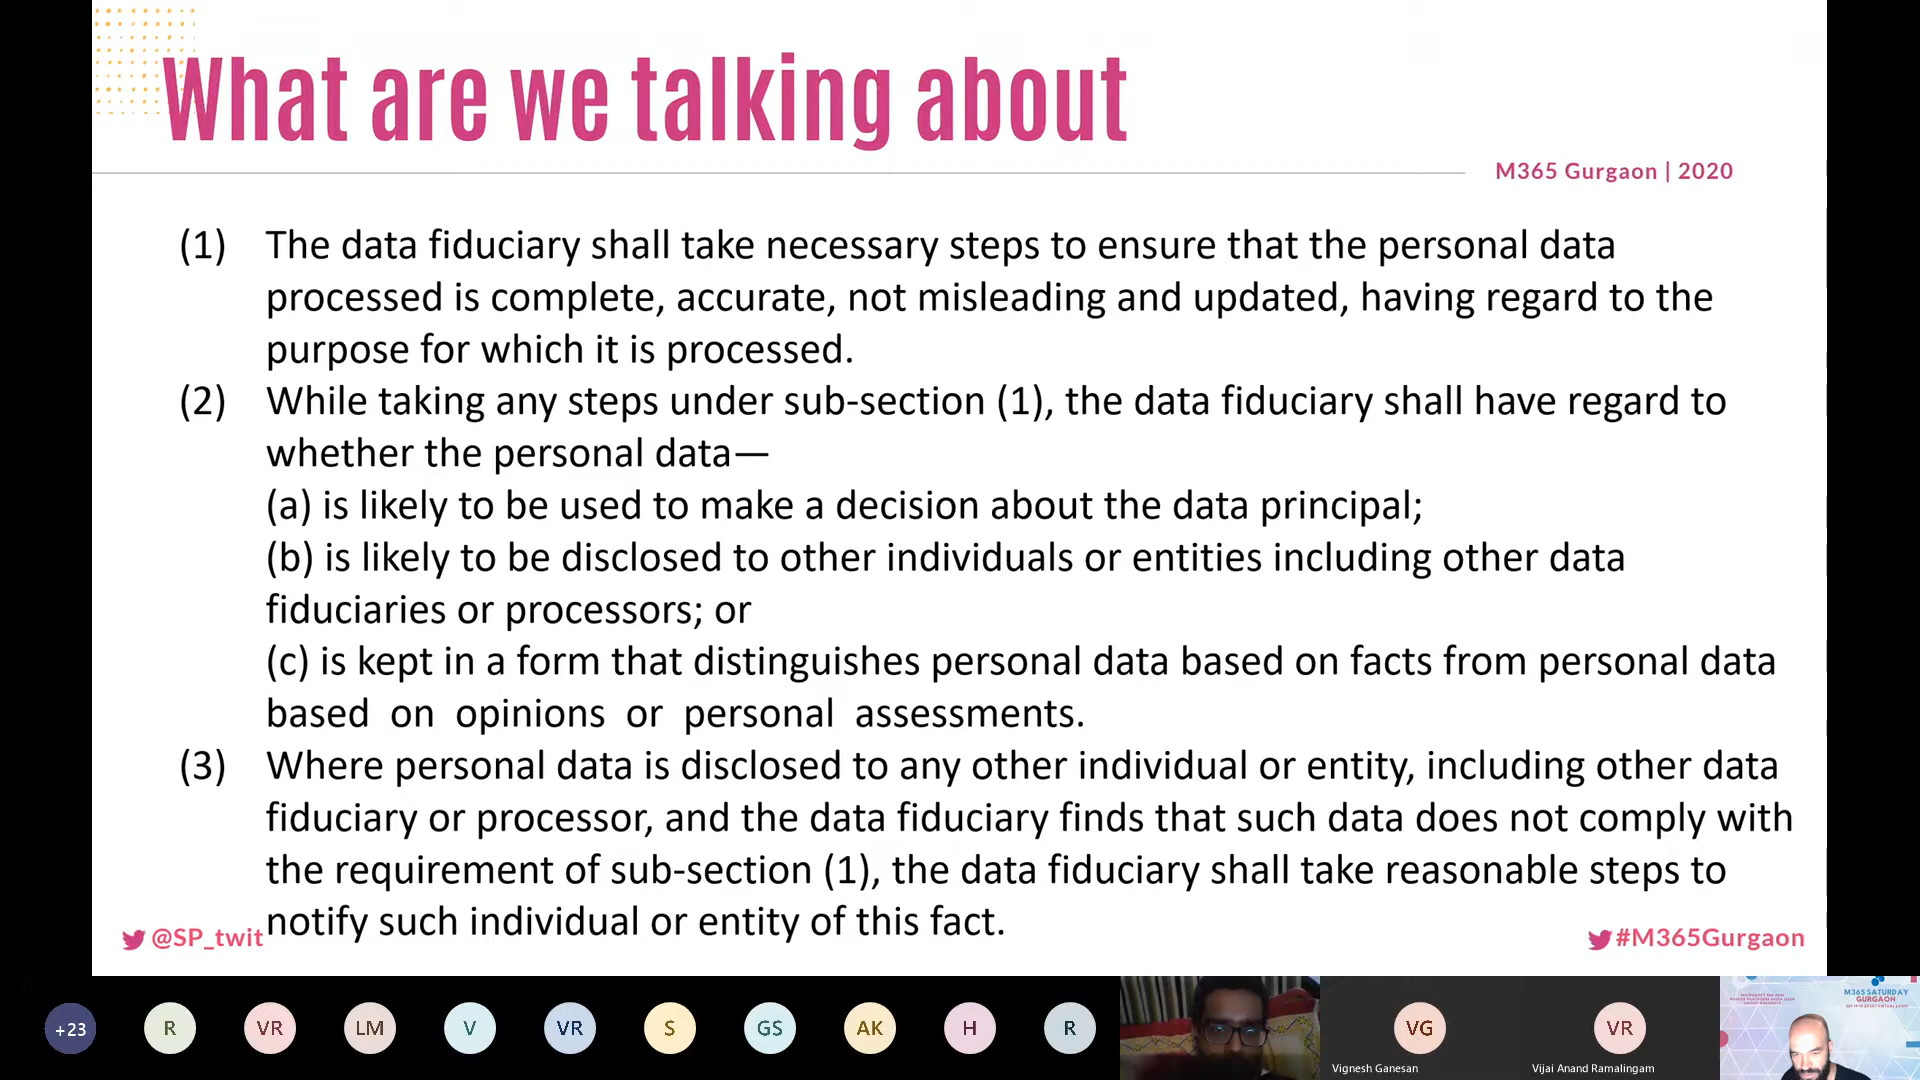 What are we talking about
M365 Gurgaon | 2020
(1) The data fiduciary shall take necessary steps to ensure that the personal data
processed is complete, accurate, not misleading and updated, having regard to the
purpose for which it is processed.
(2) While taking any steps under sub-section (1), the data fiduciary shall have regard to
whether the personal data—
(a) is likely to be used to make a decision about the data principal;
(b) is likely to be disclosed to other individuals or entities including other data
fiduciaries or processors; or
(c) is kept in a form that distinguishes personal data based on facts from personal data
based on opinions or personal assessments.
(3) Where personal data is disclosed to any other individual or entity, including other data
fiduciary or processor, and the data fiduciary finds that such data does not comply with
the requirement of sub-section (1), the data fiduciary shall take reasonable steps to
notify such individual or entity of this fact.
@SP_twit
#M365Gurgaon
+23 R VR LM V VR S GS AK H R VG VR
Vignesh Ganesan
Vijai Anand Ramalingam
M365 SATURDAY
GURGAON